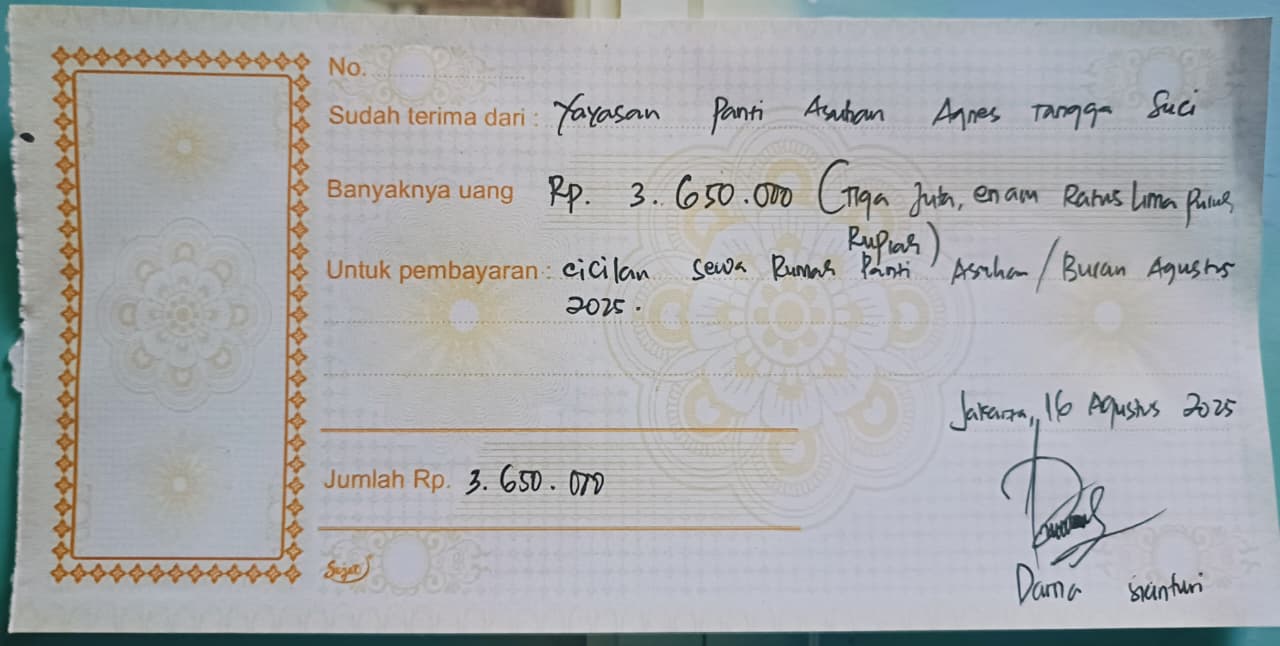 No.
Sudah terima dari : Yayasan Panti Asuhan Agnes Tangga Suci
Banyaknya uang Rp. 3.650.000 (Tiga Juta, enam Ratus Lima Puluh
Rupiah)
Untuk pembayaran : cicilan sewa Rumah Panti Asuhan / Bulan Agustus
2025.
Jakarta, 16 Agustus 2025
Jumlah Rp. 3.650.000
Darna Sianturi